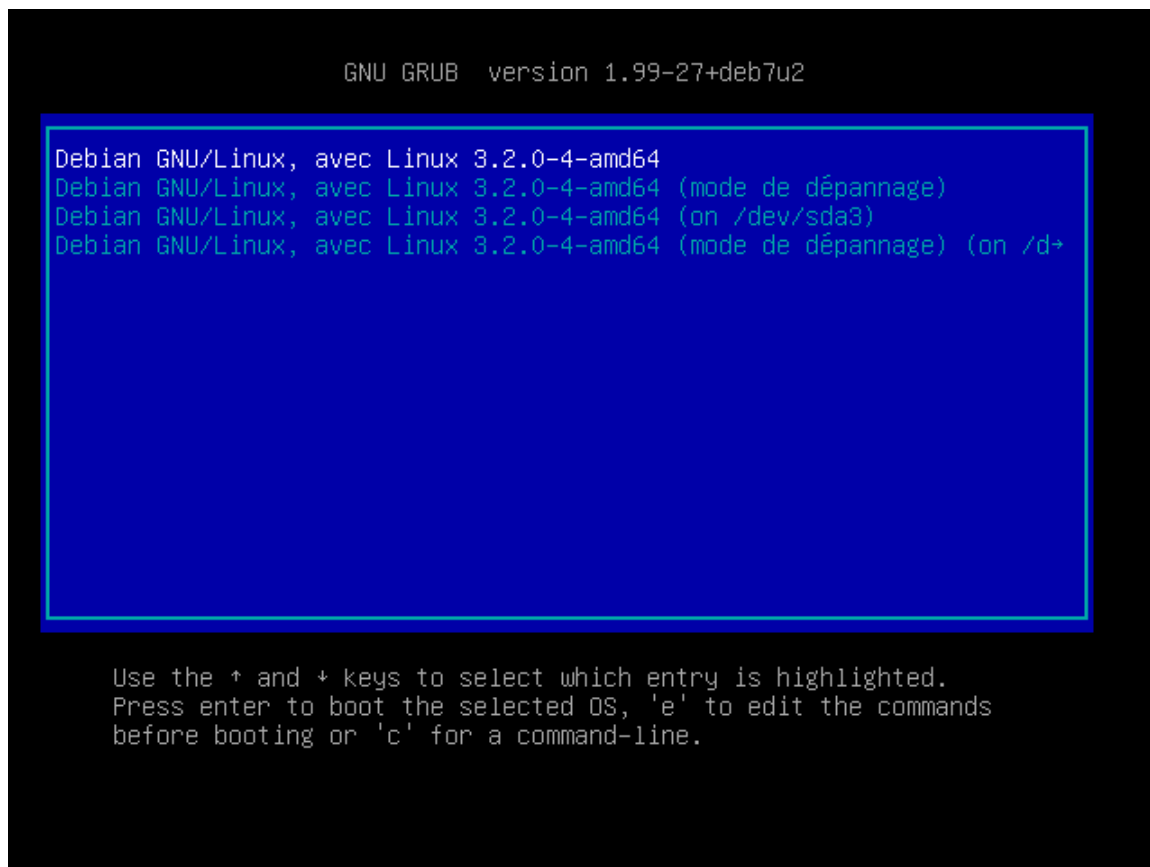 GNU GRUB  version 1.99-27+deb7u2
Debian GNU/Linux, avec Linux 3.2.0-4-amd64
Debian GNU/Linux, avec Linux 3.2.0-4-amd64 (mode de dépannage)
Debian GNU/Linux, avec Linux 3.2.0-4-amd64 (on /dev/sda3)
Debian GNU/Linux, avec Linux 3.2.0-4-amd64 (mode de dépannage) (on /d→
Use the ↑ and ↓ keys to select which entry is highlighted.
Press enter to boot the selected OS, 'e' to edit the commands
before booting or 'c' for a command-line.